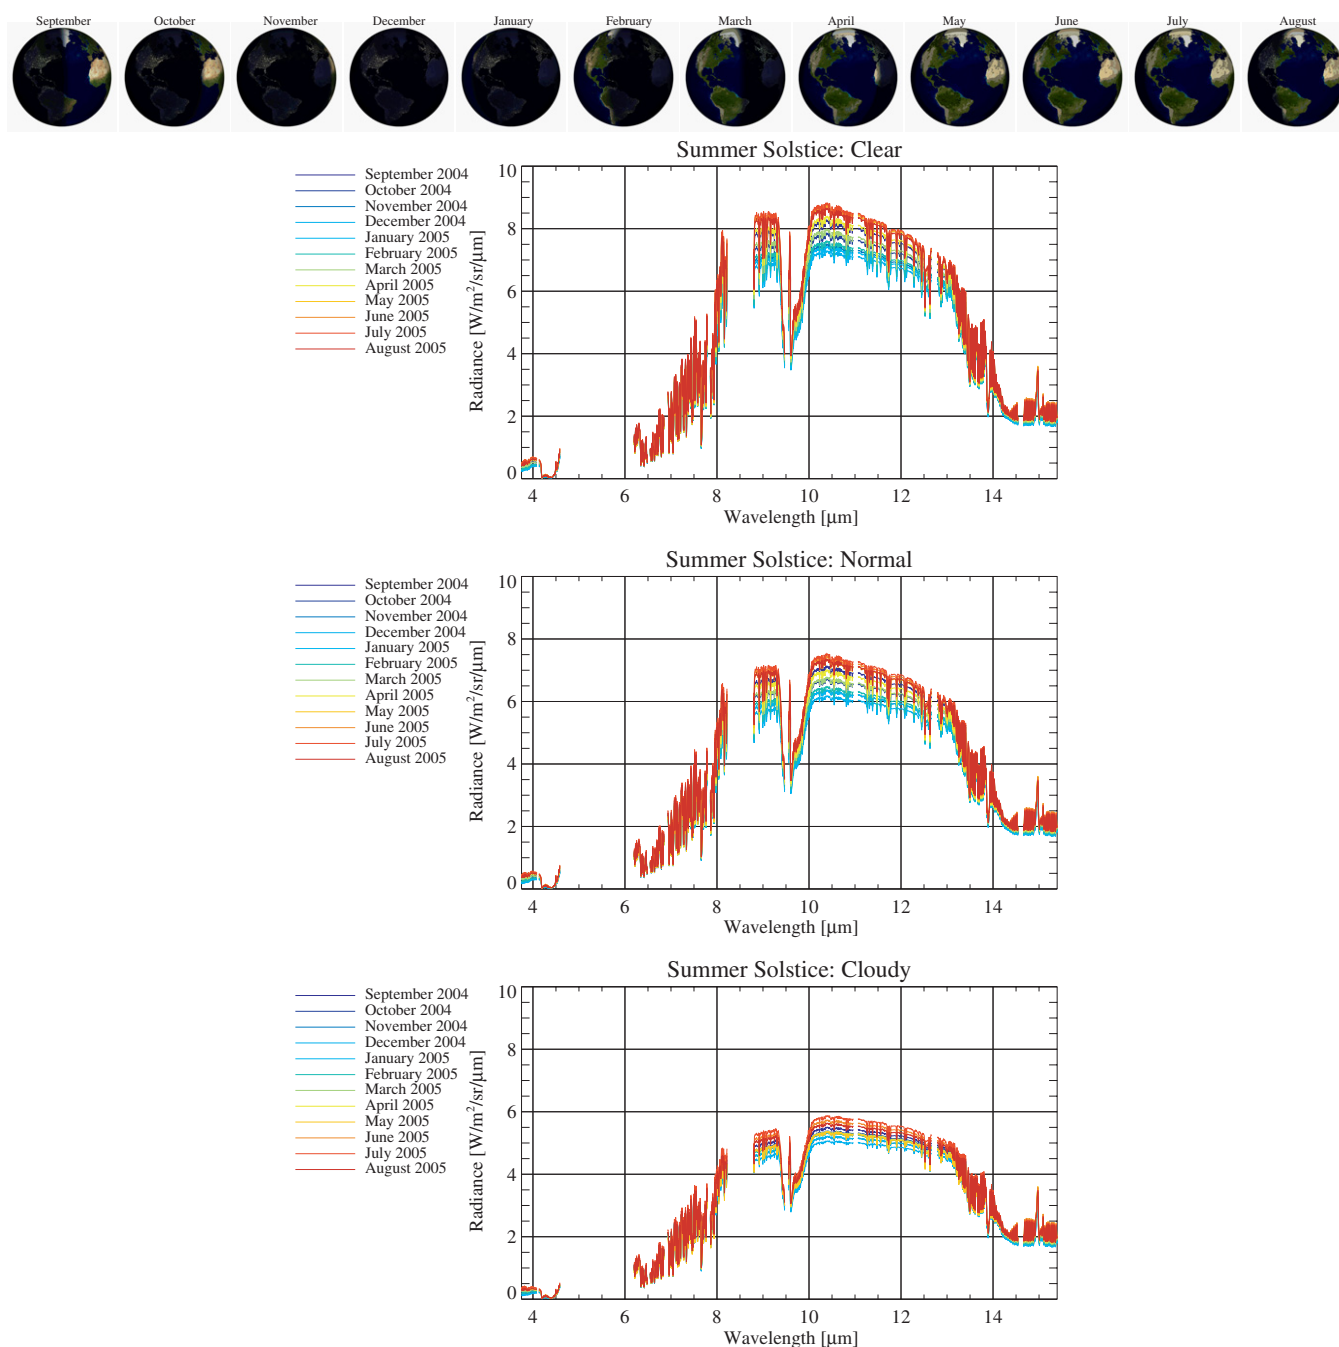 September October November December January February March April May June July August
Summer Solstice: Clear
September 2004
October 2004
November 2004
December 2004
January 2005
February 2005
March 2005
April 2005
May 2005
June 2005
July 2005
August 2005
Radiance [W/m²/sr/μm]
10
8
6
4
2
0
4 6 8 10 12 14
Wavelength [μm]
Summer Solstice: Normal
September 2004
October 2004
November 2004
December 2004
January 2005
February 2005
March 2005
April 2005
May 2005
June 2005
July 2005
August 2005
Radiance [W/m²/sr/μm]
10
8
6
4
2
0
4 6 8 10 12 14
Wavelength [μm]
Summer Solstice: Cloudy
September 2004
October 2004
November 2004
December 2004
January 2005
February 2005
March 2005
April 2005
May 2005
June 2005
July 2005
August 2005
Radiance [W/m²/sr/μm]
10
8
6
4
2
0
4 6 8 10 12 14
Wavelength [μm]